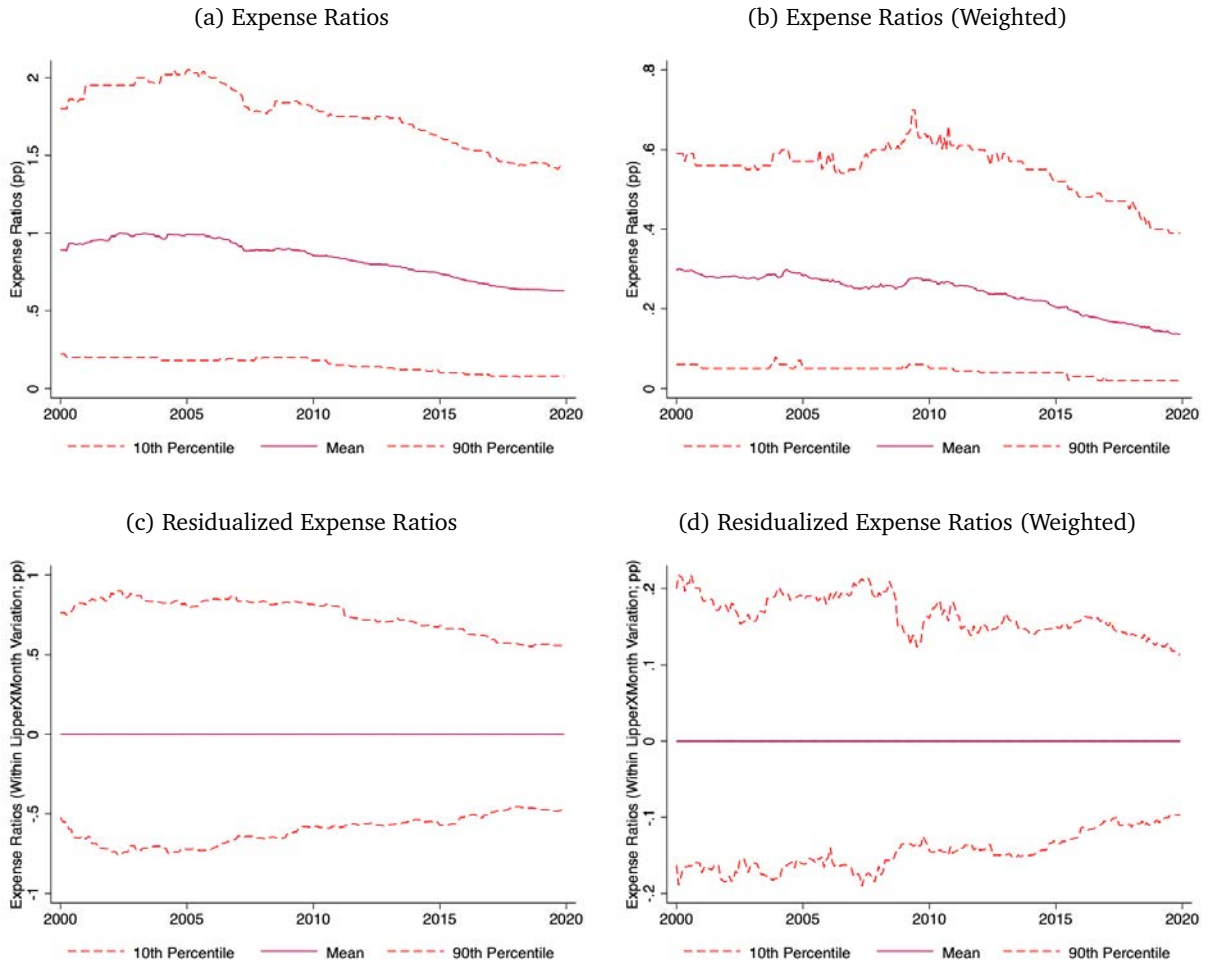 (a) Expense Ratios
Expense Ratios (pp)
2
1.5
1
.5
0
2000 2005 2010 2015 2020
10th Percentile Mean 90th Percentile
(b) Expense Ratios (Weighted)
Expense Ratios (pp)
.8
.6
.4
.2
0
2000 2005 2010 2015 2020
10th Percentile Mean 90th Percentile
(c) Residualized Expense Ratios
Expense Ratios (Within LipperXMonth Variation; pp)
1
.5
0
-.5
-1
2000 2005 2010 2015 2020
10th Percentile Mean 90th Percentile
(d) Residualized Expense Ratios (Weighted)
Expense Ratios (Within LipperXMonth Variation; pp)
.2
.1
0
-.1
-.2
2000 2005 2010 2015 2020
10th Percentile Mean 90th Percentile